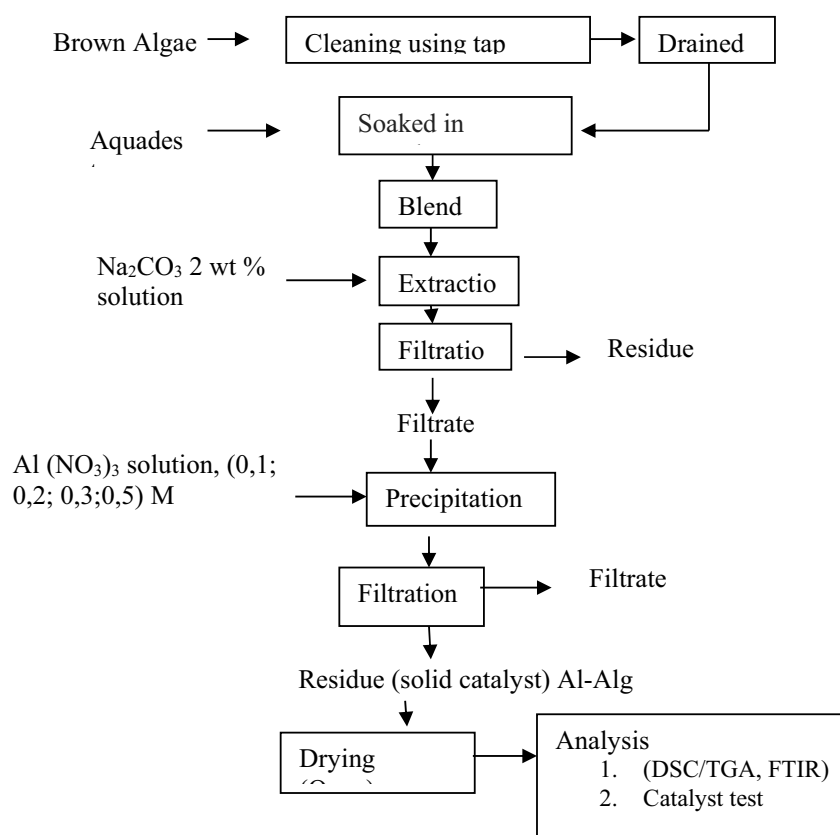 Brown Algae
Cleaning using tap
Drained
Aquades
Soaked in
Blend
Na₂CO₃ 2 wt %
solution
Extractio
Filtratio
Residue
Filtrate
Al (NO₃)₃ solution, (0,1;
0,2; 0,3;0,5) M
Precipitation
Filtration
Filtrate
Residue (solid catalyst) Al-Alg
Drying
Analysis
1. (DSC/TGA, FTIR)
2. Catalyst test